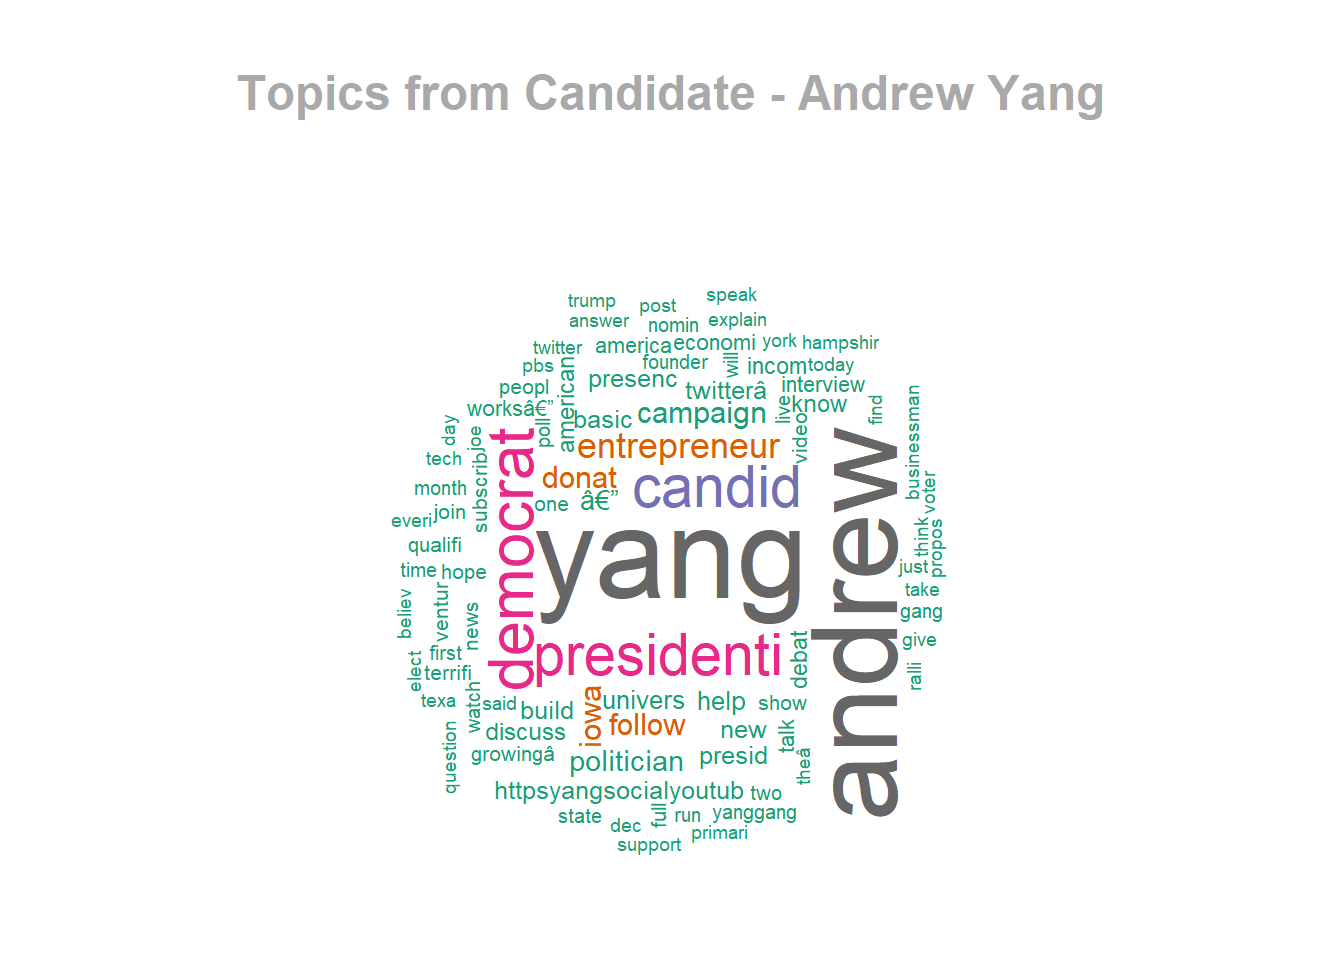 Topics from Candidate - Andrew Yang
speak
trump
post
answer
nomin
explain
twitter
america
economi
york
hampshir
pbs
founder
will
incom
today
peopl
american
presenc
twitterâ
interview
worksâ€”
basic
campaign
live
know
find
businessman
day
joe
poll
entrepreneur
video
tech
subscrib
democrat
donat
candid
andrew
voter
month
one
â€”
everi
join
yang
think
propos
qualifi
just
time
hope
take
believ
ventur
news
gang
first
presidenti
debat
give
elect
terrifi
ralli
texa
watch
said
build
iowa
univers
help
show
follow
question
discuss
new
talk
growingâ
politician
presid
theâ
httpsyangsocialyoutub
two
state
dec
full
run
yanggang
primari
support